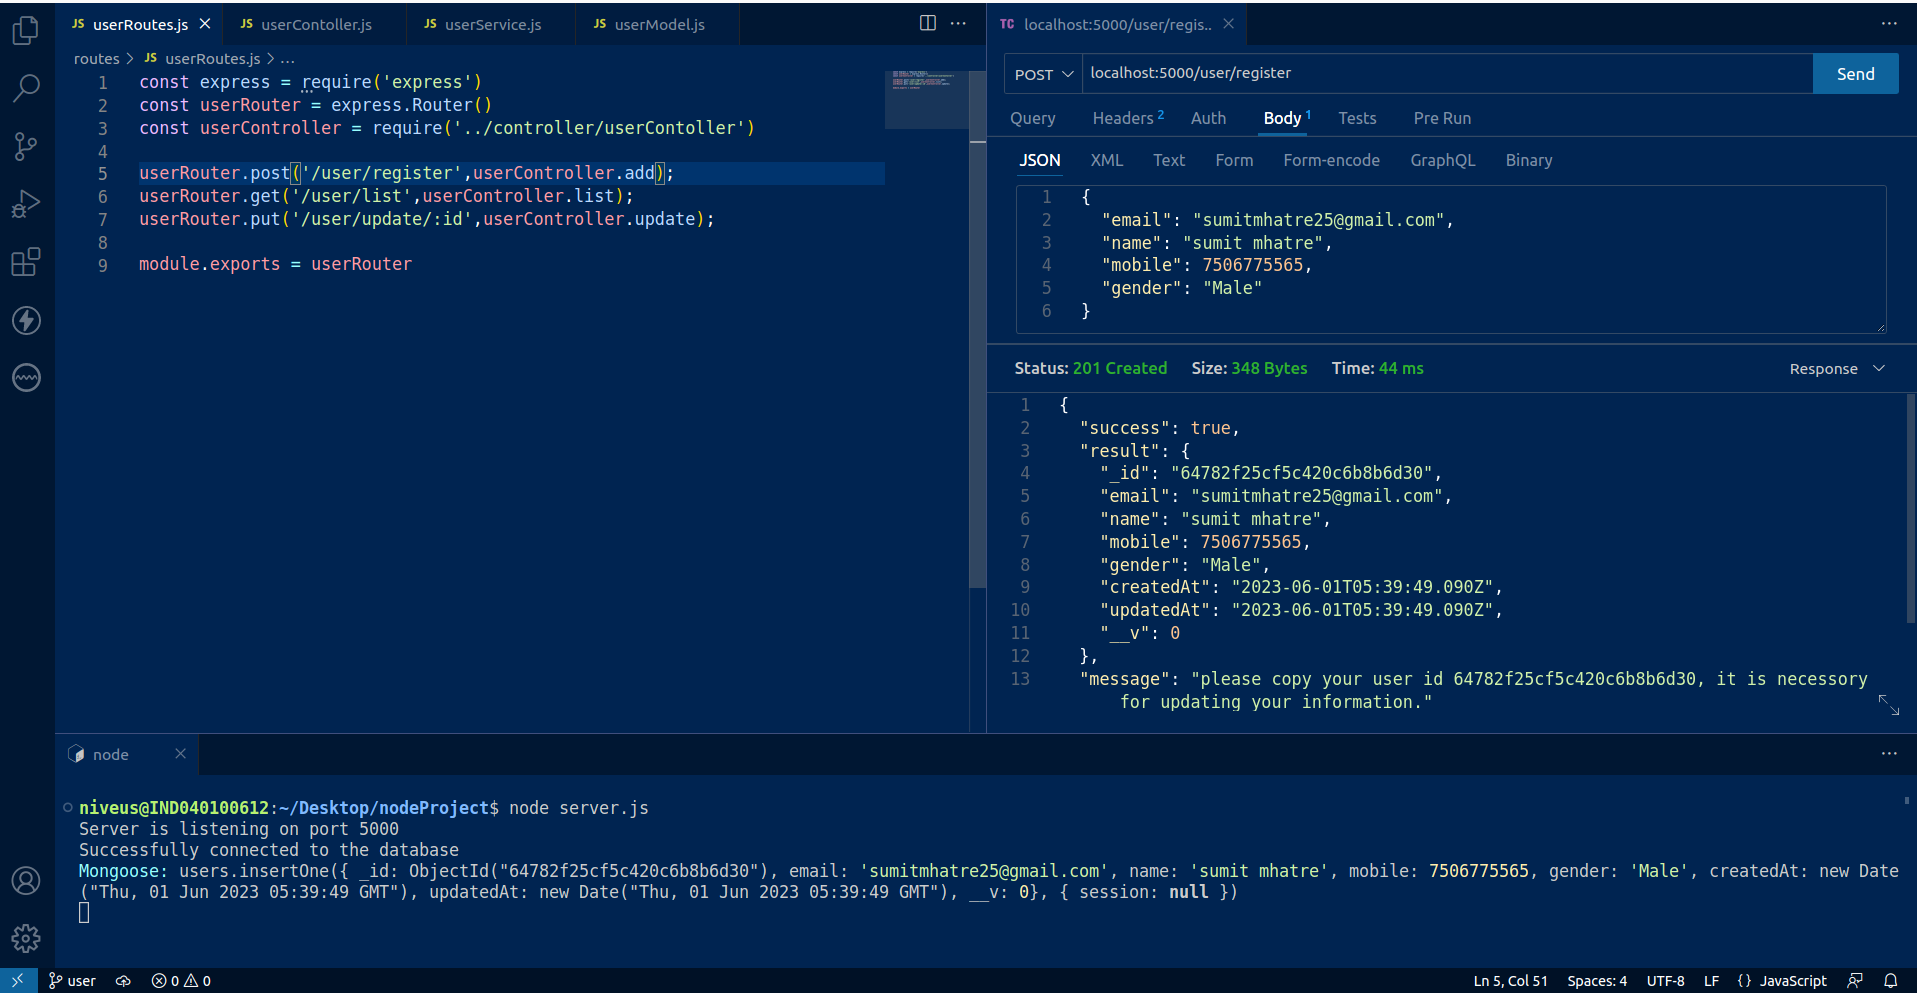 JS userRoutes.js
JS userContoller.js
JS userService.js
JS userModel.js
routes > JS userRoutes.js > ...
1 const express = require('express')
2 const userRouter = express.Router()
3 const userController = require('../controller/userContoller')
4
5 userRouter.post('/user/register',userController.add);
6 userRouter.get('/user/list',userController.list);
7 userRouter.put('/user/update/:id',userController.update);
8
9 module.exports = userRouter
TC localhost:5000/user/regis..
POST localhost:5000/user/register Send
Query Headers 2 Auth Body 1 Tests Pre Run
JSON XML Text Form Form-encode GraphQL Binary
1 {
2 "email": "sumitmhatre25@gmail.com",
3 "name": "sumit mhatre",
4 "mobile": 7506775565,
5 "gender": "Male"
6 }
Status: 201 Created Size: 348 Bytes Time: 44 ms Response
1 {
2 "success": true,
3 "result": {
4 "_id": "64782f25cf5c420c6b8b6d30",
5 "email": "sumitmhatre25@gmail.com",
6 "name": "sumit mhatre",
7 "mobile": 7506775565,
8 "gender": "Male",
9 "createdAt": "2023-06-01T05:39:49.090Z",
10 "updatedAt": "2023-06-01T05:39:49.090Z",
11 "__v": 0
12 },
13 "message": "please copy your user id 64782f25cf5c420c6b8b6d30, it is necessory
for updating your information."
node
niveus@IND040100612:~/Desktop/nodeProject$ node server.js
Server is listening on port 5000
Successfully connected to the database
Mongoose: users.insertOne({ _id: ObjectId("64782f25cf5c420c6b8b6d30"), email: 'sumitmhatre25@gmail.com', name: 'sumit mhatre', mobile: 7506775565, gender: 'Male', createdAt: new Date
("Thu, 01 Jun 2023 05:39:49 GMT"), updatedAt: new Date("Thu, 01 Jun 2023 05:39:49 GMT"), __v: 0}, { session: null })
user 0 0 Ln 5, Col 51 Spaces: 4 UTF-8 LF {} JavaScript